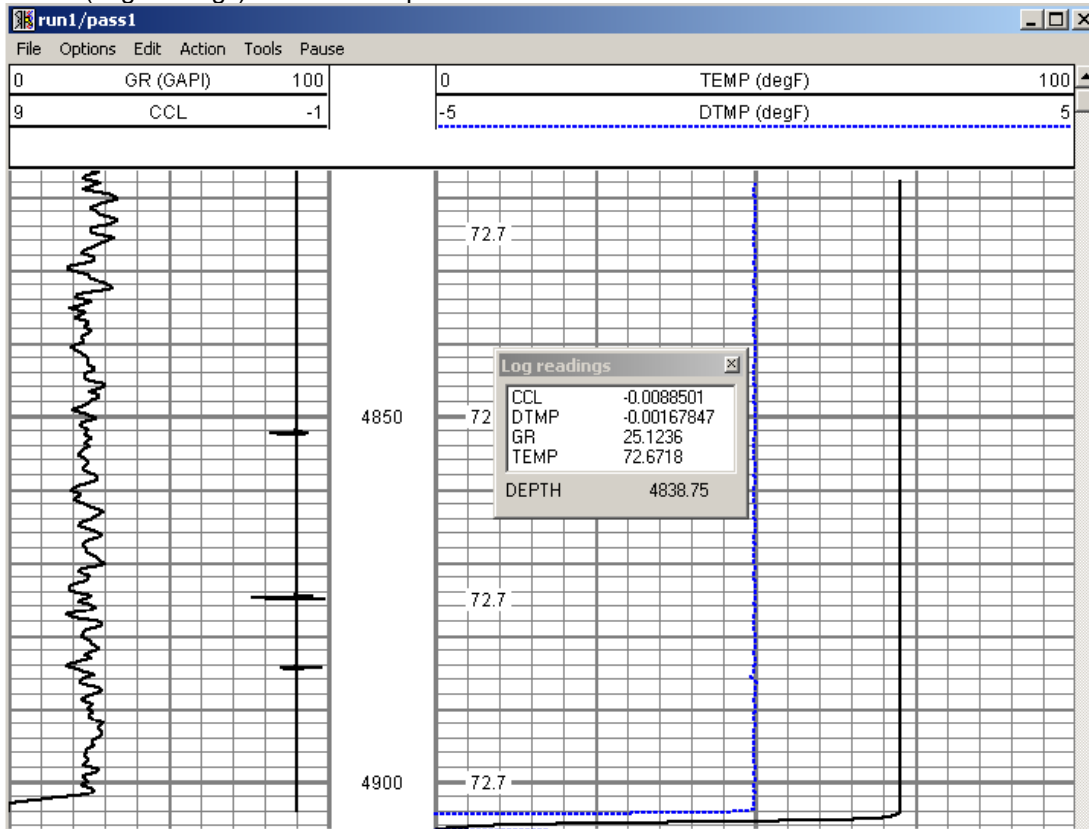 run1/pass1
File Options Edit Action Tools Pause
0 GR (GAPI) 100
9 CCL -1
0 TEMP (degF) 100
-5 DTMP (degF) 5
72.7
Log readings
CCL -0.0088501
DTMP -0.00167847
GR 25.1236
TEMP 72.6718
DEPTH 4838.75
4850 72
72.7
4900 72.7